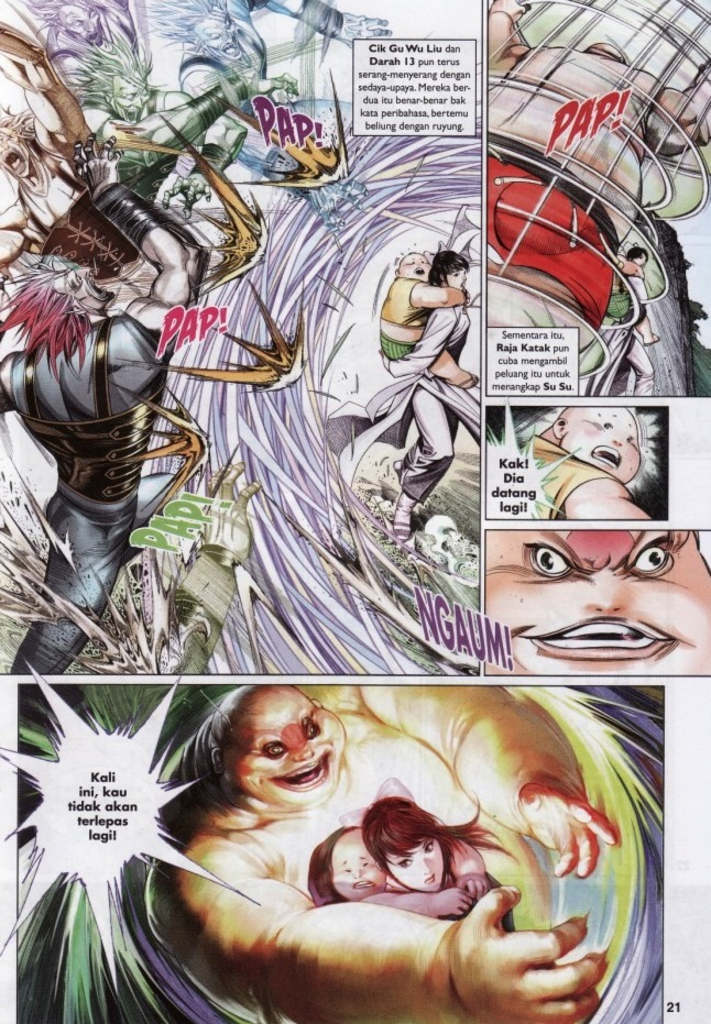 Cik Gu Wu Liu dan
Darah 13 pun terus
serang-menyerang dengan
sedaya-upaya. Mereka ber-
dua itu benar-benar bak
kata peribahasa, bertemu
beliung dengan ruyung.
PAP!
PAP!
PAP!
NGAUM!
PAP!
Sementara itu,
Raja Katak pun
cuba mengambil
peluang itu untuk
menangkap Su Su.
Kak!
Dia
datang
lagi!
Kali
ini, kau
tidak akan
terlepas
lagi!
21